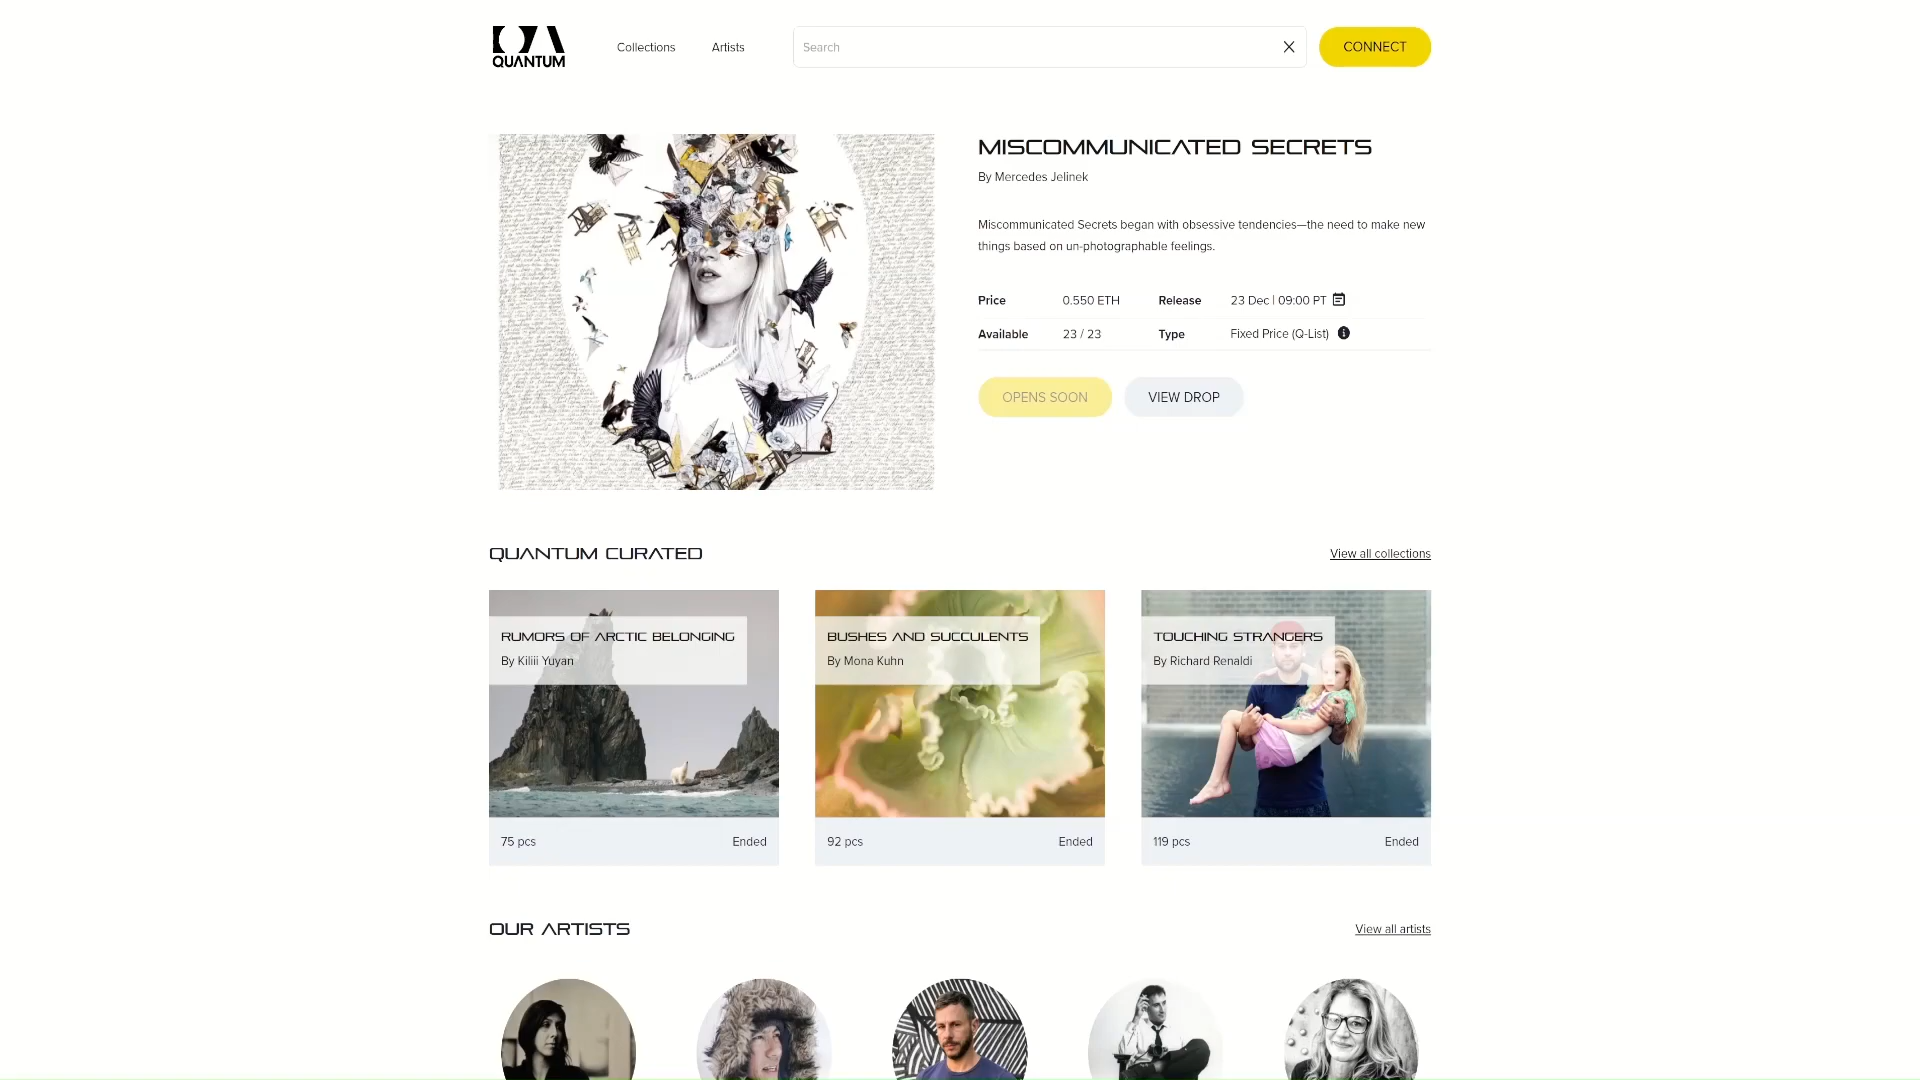 QUANTUM
Collections
Artists
Search
CONNECT
MISCOMMUNICATED SECRETS
By Mercedes Jelinek
Miscommunicated Secrets began with obsessive tendencies—the need to make new
things based on un-photographable feelings.
Price 0.550 ETH Release 23 Dec | 09:00 PT
Available 23 / 23 Type Fixed Price (Q-List)
OPENS SOON VIEW DROP
QUANTUM CURATED
View all collections
RUMORS OF ARCTIC BELONGING
By Kiliii Yuyan
75 pcs Ended
BUSHES AND SUCCULENTS
By Mona Kuhn
92 pcs Ended
TOUCHING STRANGERS
By Richard Renaldi
119 pcs Ended
OUR ARTISTS
View all artists